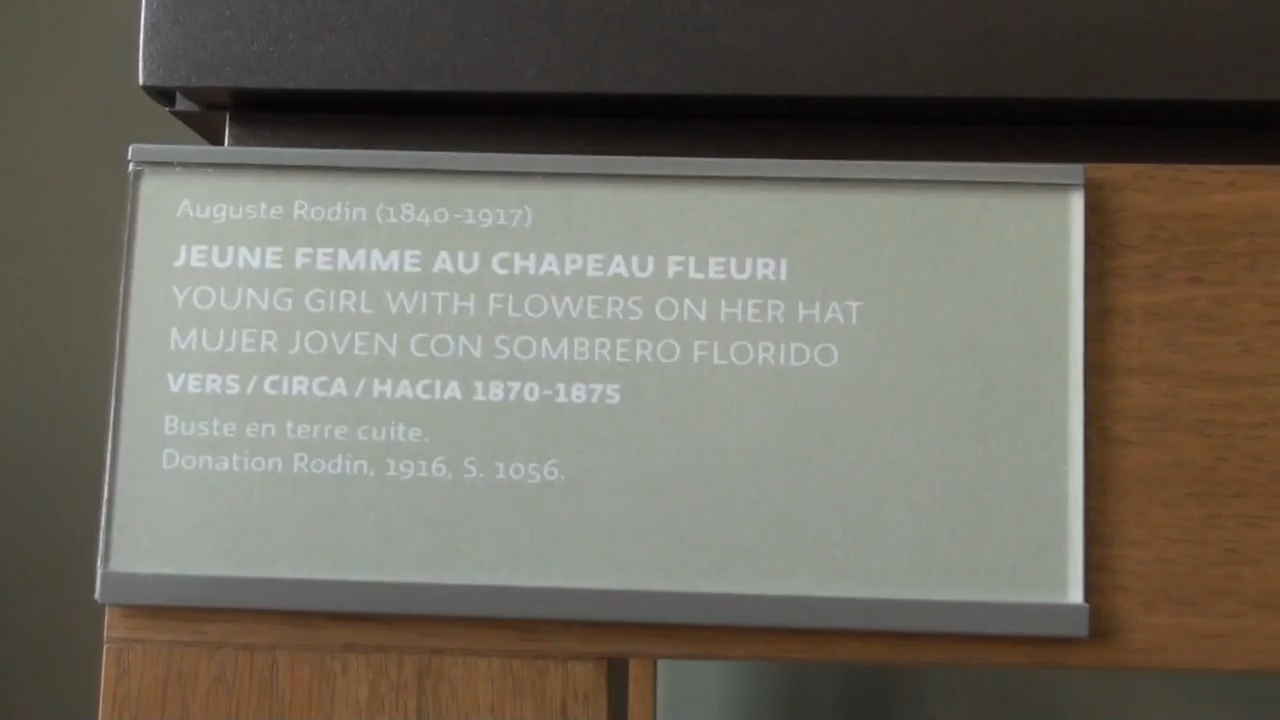 Auguste Rodin (1840-1917)
JEUNE FEMME AU CHAPEAU FLEURI
YOUNG GIRL WITH FLOWERS ON HER HAT
MUJER JOVEN CON SOMBRERO FLORIDO
VERS / CIRCA / HACIA 1870-1875
Buste en terre cuite.
Donation Rodin, 1916, S. 1056.